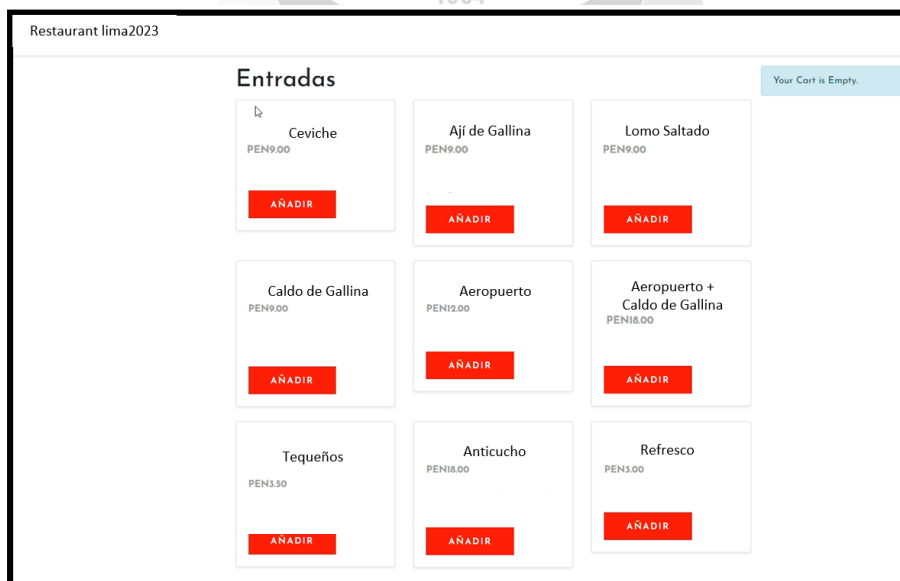 Restaurant lima2023
Entradas
Your Cart is Empty.
Ceviche
PEN9.00
AÑADIR
Ají de Gallina
PEN9.00
AÑADIR
Lomo Saltado
PEN9.00
AÑADIR
Caldo de Gallina
PEN9.00
AÑADIR
Aeropuerto
PEN12.00
AÑADIR
Aeropuerto +
Caldo de Gallina
PEN18.00
AÑADIR
Tequeños
PEN3.50
AÑADIR
Anticucho
PEN18.00
AÑADIR
Refresco
PEN3.00
AÑADIR